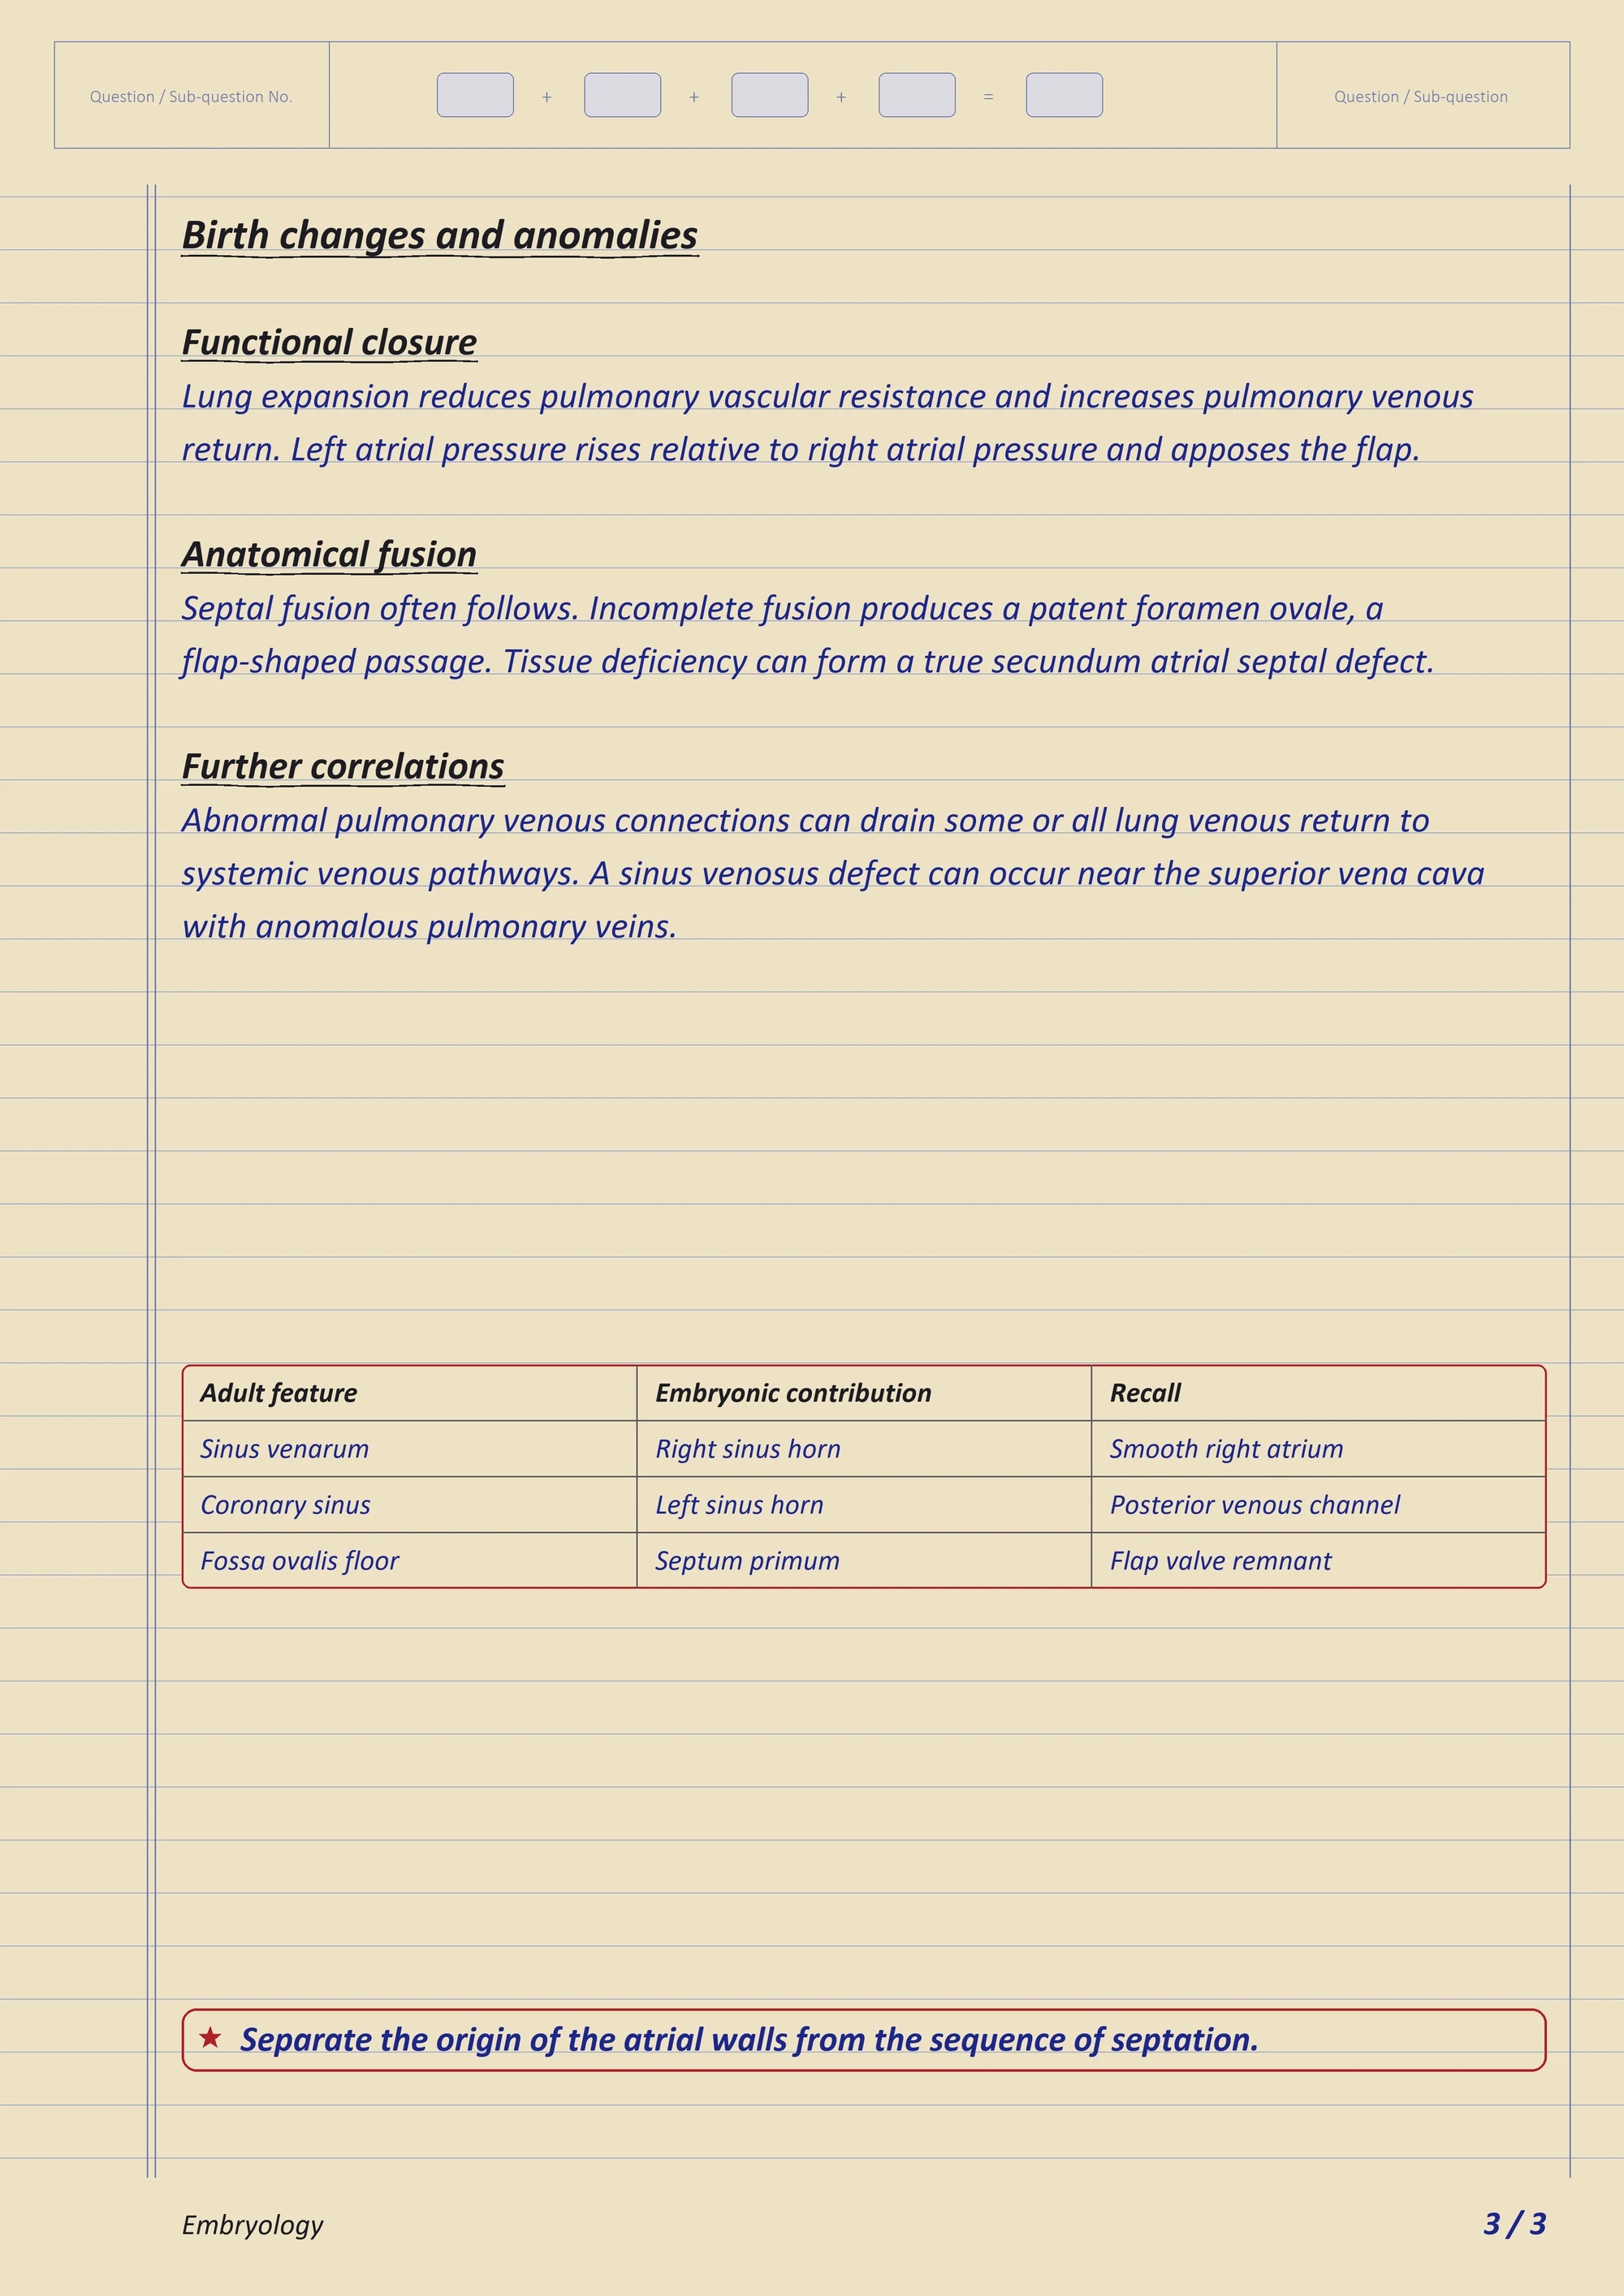 Question / Sub-question No.
+ + + =
Question / Sub-question
Birth changes and anomalies
Functional closure
Lung expansion reduces pulmonary vascular resistance and increases pulmonary venous
return. Left atrial pressure rises relative to right atrial pressure and apposes the flap.
Anatomical fusion
Septal fusion often follows. Incomplete fusion produces a patent foramen ovale, a
flap-shaped passage. Tissue deficiency can form a true secundum atrial septal defect.
Further correlations
Abnormal pulmonary venous connections can drain some or all lung venous return to
systemic venous pathways. A sinus venosus defect can occur near the superior vena cava
with anomalous pulmonary veins.
Adult feature Embryonic contribution Recall
Sinus venarum Right sinus horn Smooth right atrium
Coronary sinus Left sinus horn Posterior venous channel
Fossa ovalis floor Septum primum Flap valve remnant
★ Separate the origin of the atrial walls from the sequence of septation.
Embryology
3 / 3